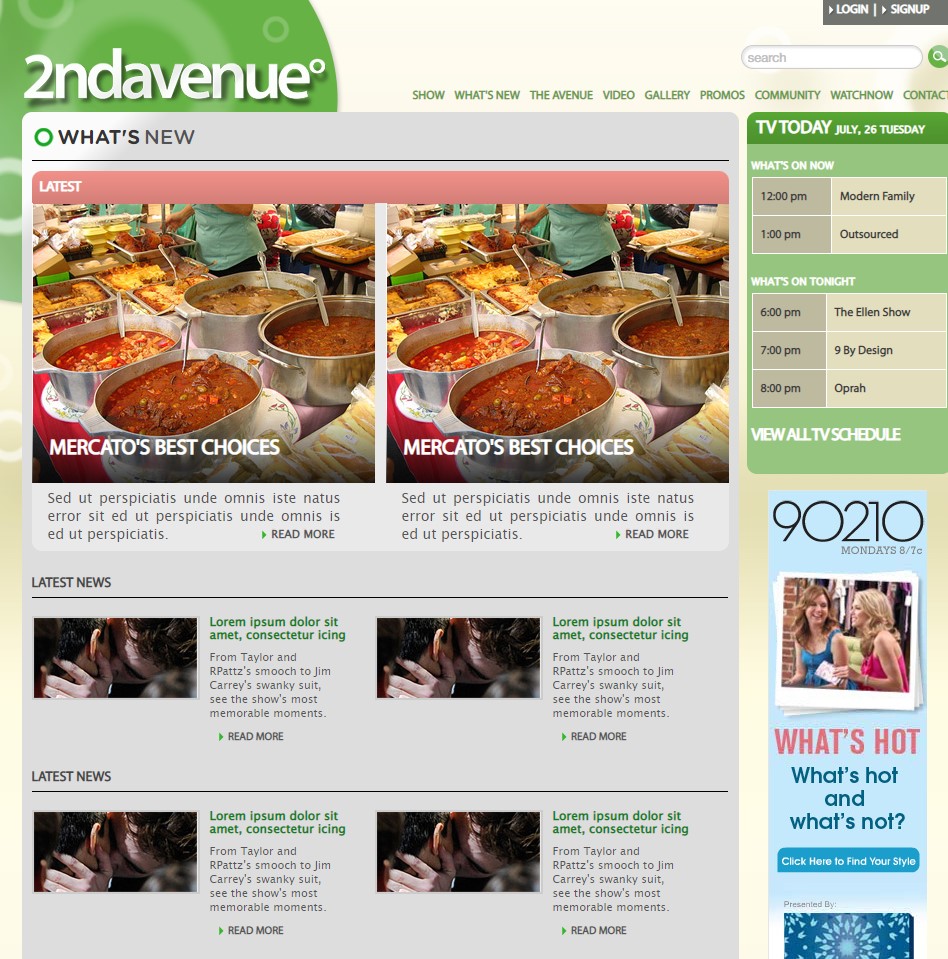 LOGIN | SIGNUP
2ndavenue°
search
SHOW WHAT'S NEW THE AVENUE VIDEO GALLERY PROMOS COMMUNITY WATCHNOW CONTACT
WHAT'S NEW
LATEST
MERCATO'S BEST CHOICES
Sed ut perspiciatis unde omnis iste natus
error sit ed ut perspiciatis unde omnis is
ed ut perspiciatis.
READ MORE
MERCATO'S BEST CHOICES
Sed ut perspiciatis unde omnis iste natus
error sit ed ut perspiciatis unde omnis is
ed ut perspiciatis.
READ MORE
LATEST NEWS
Lorem ipsum dolor sit
amet, consectetur icing
From Taylor and
RPattz's smooch to Jim
Carrey's swanky suit,
see the show's most
memorable moments.
READ MORE
Lorem ipsum dolor sit
amet, consectetur icing
From Taylor and
RPattz's smooch to Jim
Carrey's swanky suit,
see the show's most
memorable moments.
READ MORE
LATEST NEWS
Lorem ipsum dolor sit
amet, consectetur icing
From Taylor and
RPattz's smooch to Jim
Carrey's swanky suit,
see the show's most
memorable moments.
READ MORE
Lorem ipsum dolor sit
amet, consectetur icing
From Taylor and
RPattz's smooch to Jim
Carrey's swanky suit,
see the show's most
memorable moments.
READ MORE
TV TODAY JULY, 26 TUESDAY
WHAT'S ON NOW
12:00 pm Modern Family
1:00 pm Outsourced
WHAT'S ON TONIGHT
6:00 pm The Ellen Show
7:00 pm 9 By Design
8:00 pm Oprah
VIEW ALL TV SCHEDULE
90210
MONDAYS 8/7c
WHAT'S HOT
What's hot
and
what's not?
Click Here to Find Your Style
Presented By: